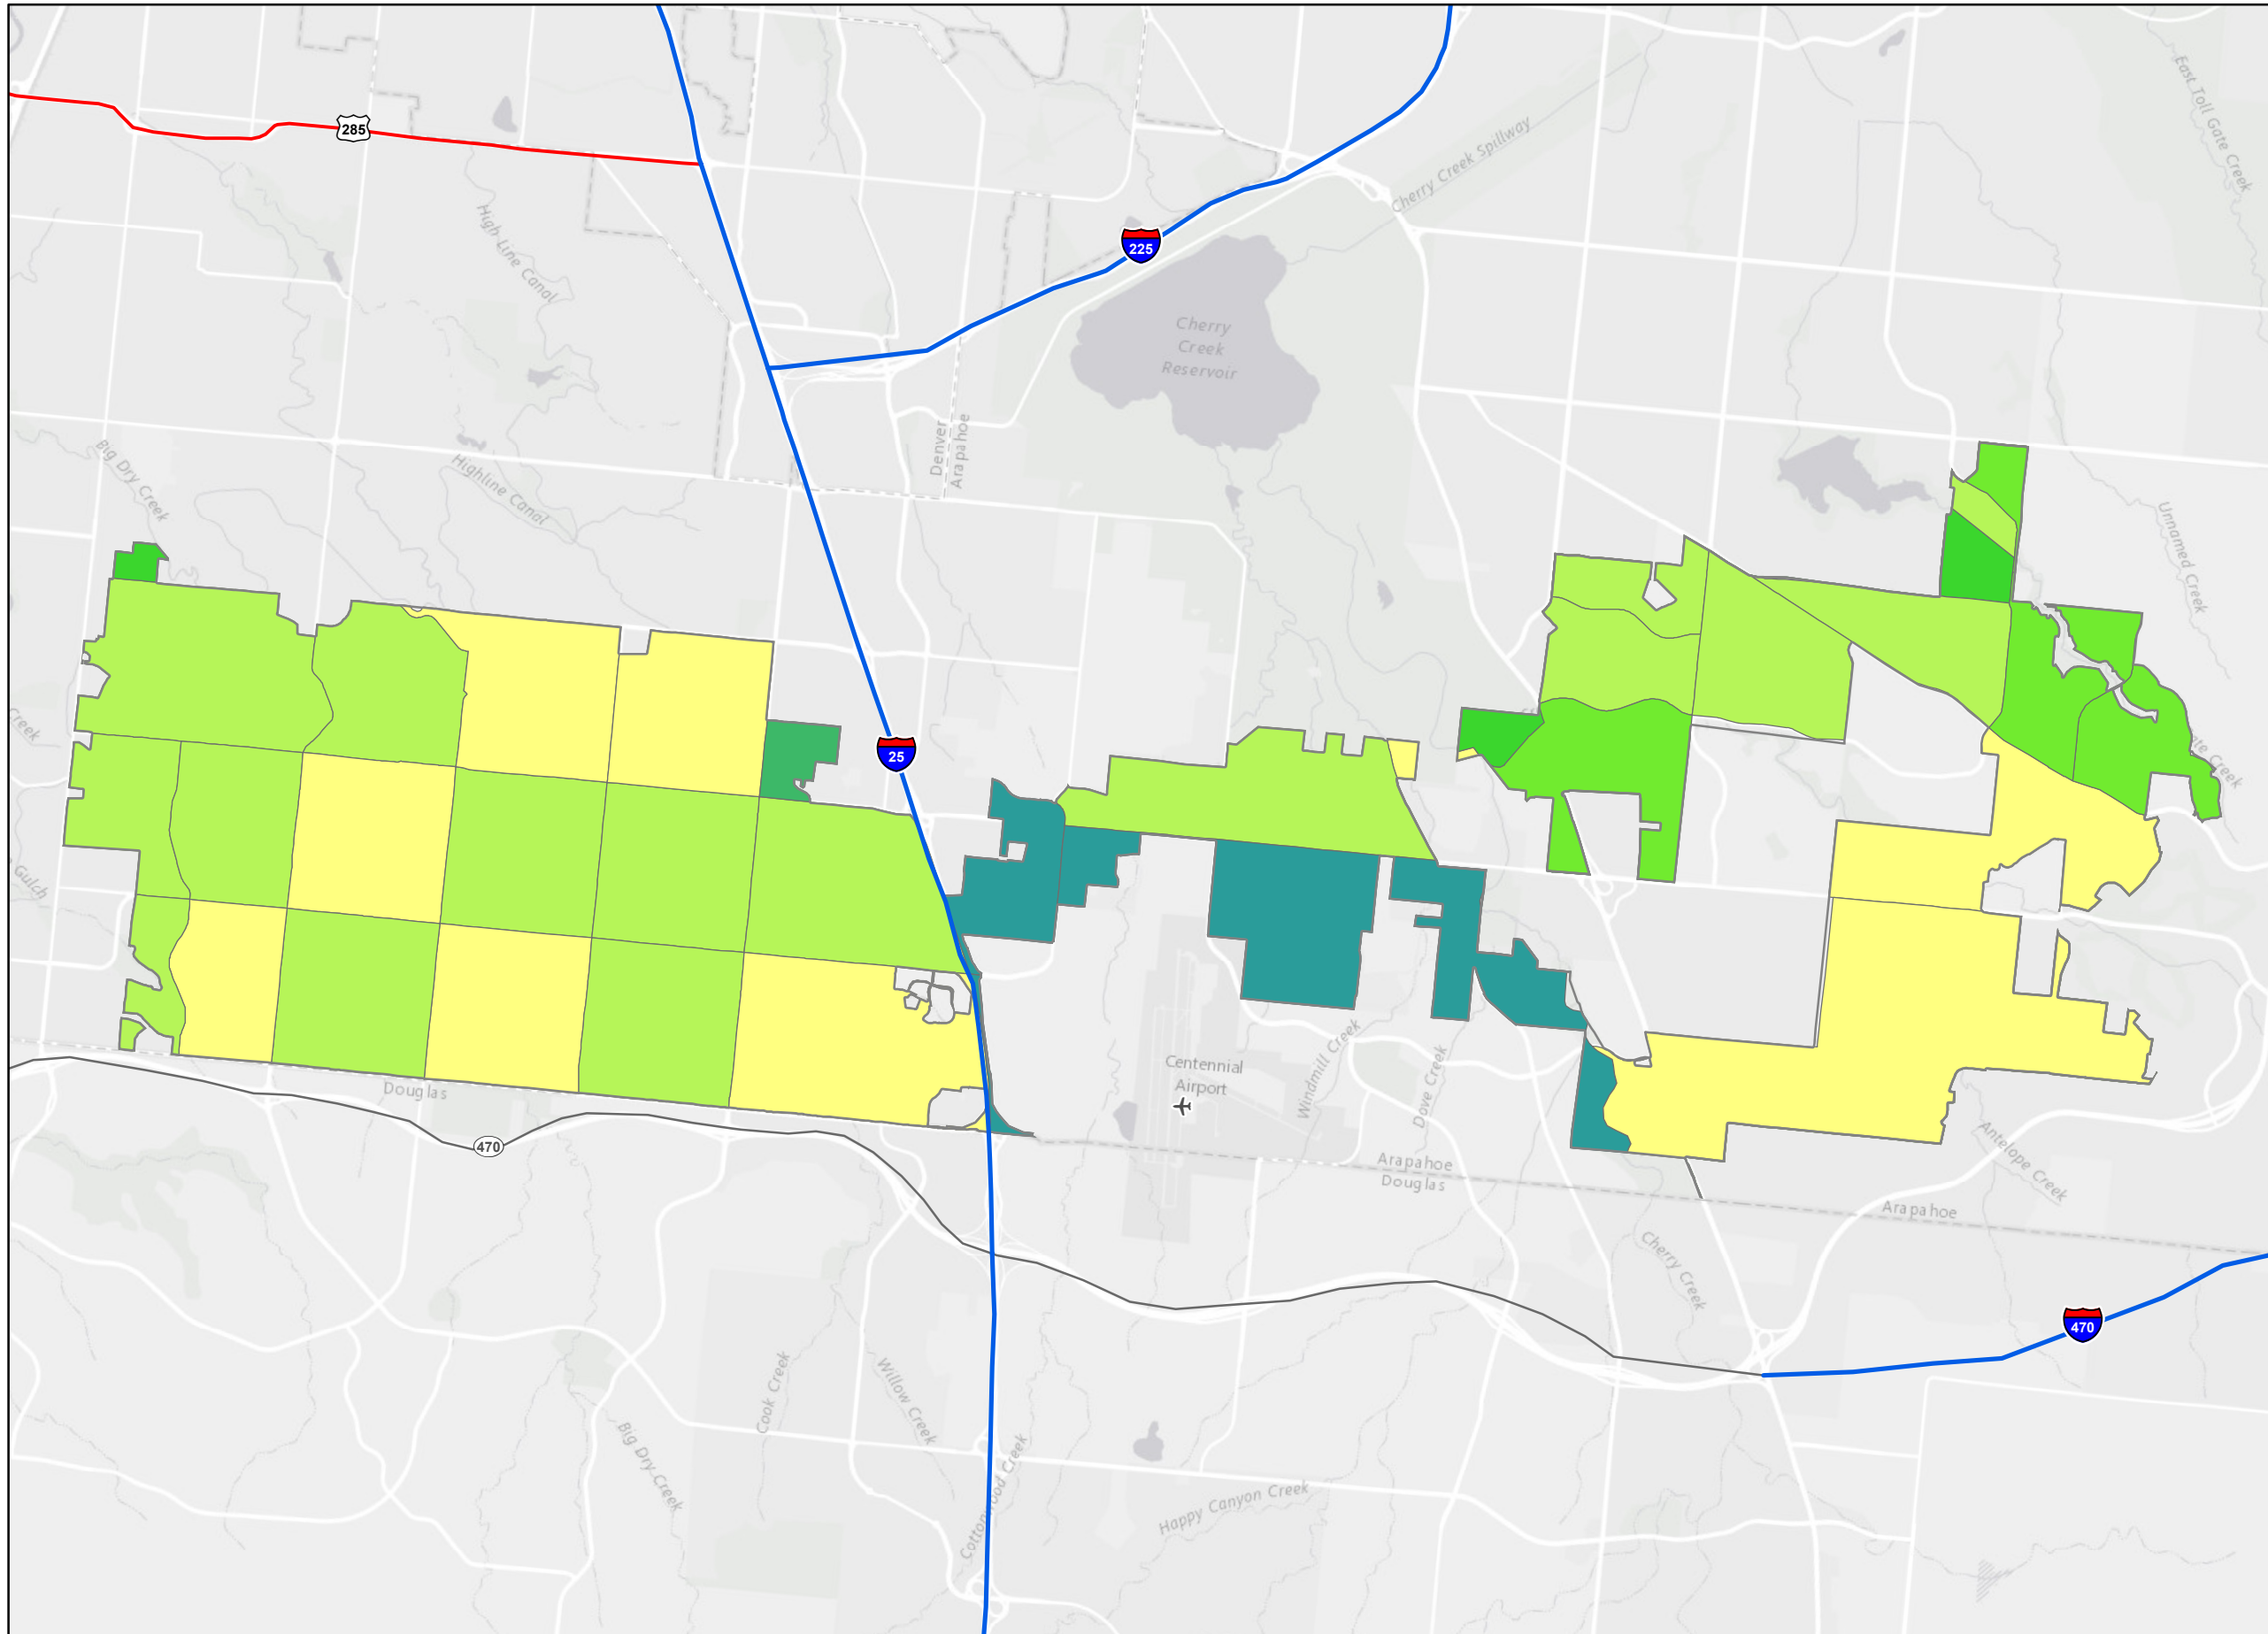 285
High Line Canal
225
Cherry Creek Spillway
East Toll Gate Creek
Cherry
Creek
Reservoir
Denver
Arapahoe
Big Dry Creek
Highline Canal
Unnamed Creek
Creek
Gulch
25
Creek
Centennial
Airport
Windmill Creek
Dove Creek
Douglas
470
Arapahoe
Douglas
Antelope Creek
Arapahoe
Cherry Creek
470
Cook Creek
Willow Creek
Big Dry Creek
Cottonwood Creek
Happy Canyon Creek